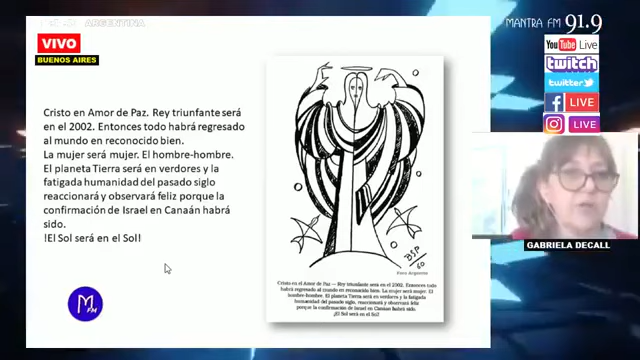 ARGENTINA
MANTRA FM 91.9
VIVO
BUENOS AIRES
YouTube Live
twitch
twitter
LIVE
LIVE
Cristo en Amor de Paz. Rey triunfante será
en el 2002. Entonces todo habrá regresado
al mundo en reconocido bien.
La mujer será mujer. El hombre-hombre.
El planeta Tierra será en verdores y la
fatigada humanidad del pasado siglo
reaccionará y observará feliz porque la
confirmación de Israel en Canaán habrá
sido.
!El Sol será en el Sol!
BSP
60
Cristo en el Amor de Paz — Rey triunfante será en el 2002. Entonces todo
habrá regresado al mundo en reconocido bien. La mujer será mujer. El
hombre-hombre. El planeta Tierra será en verdores y la fatigada
humanidad del pasado siglo, reaccionará y observará feliz
porque la confirmación de Israel en Canaán habrá sido.
¡El Sol será en el Sol!
GABRIELA DECALL
M
FM